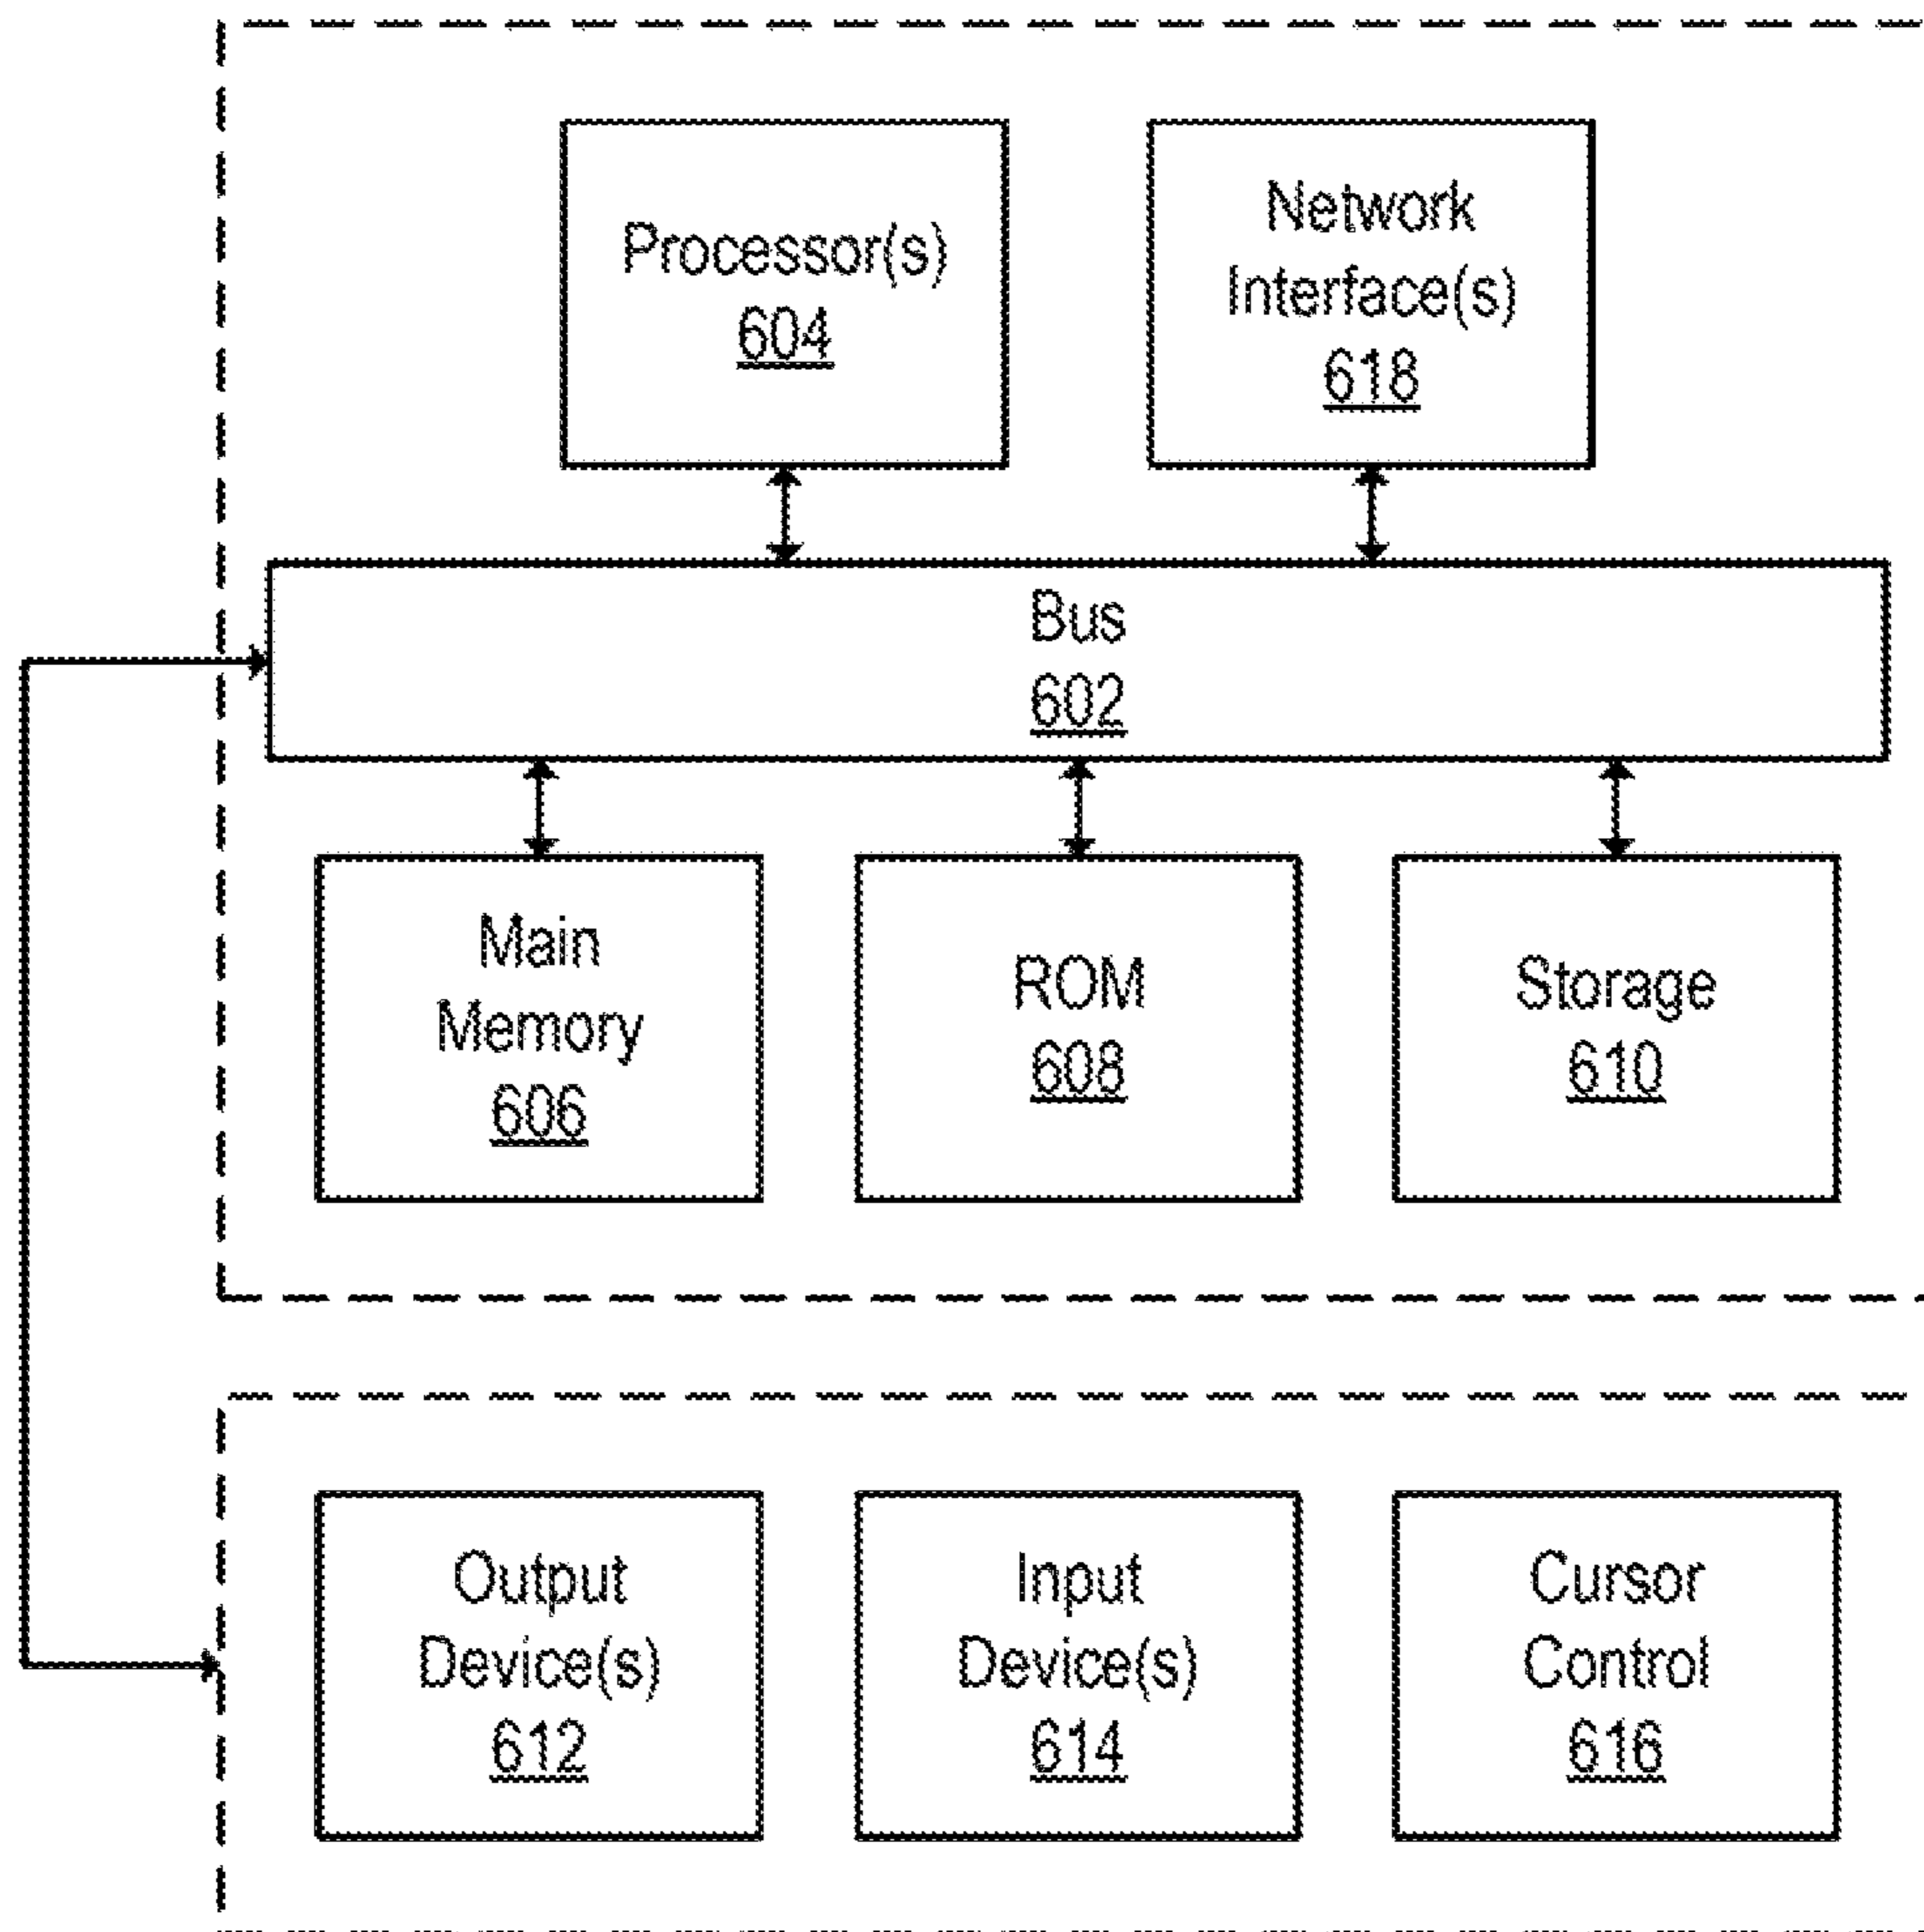 Processor(s)
604
Network
Interface(s)
618
Bus
602
Main
Memory
606
ROM
608
Storage
610
Output
Device(s)
612
Input
Device(s)
614
Cursor
Control
616